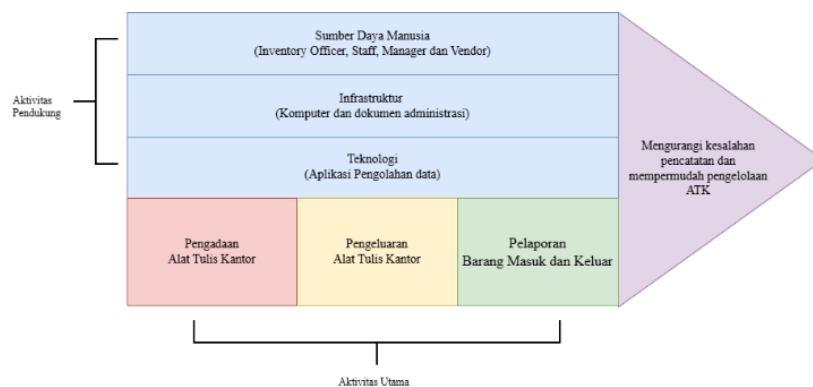 Sumber Daya Manusia
(Inventory Officer, Staff, Manager dan Vendor)
Aktivitas
Pendukung
Infrastruktur
(Komputer dan dokumen administrasi)
Teknologi
(Aplikasi Pengolahan data)
Mengurangi kesalahan
pencatatan dan
mempermudah pengelolaan
ATK
Pengadaan
Alat Tulis Kantor
Pengeluaran
Alat Tulis Kantor
Pelaporan
Barang Masuk dan Keluar
Aktivitas Utama